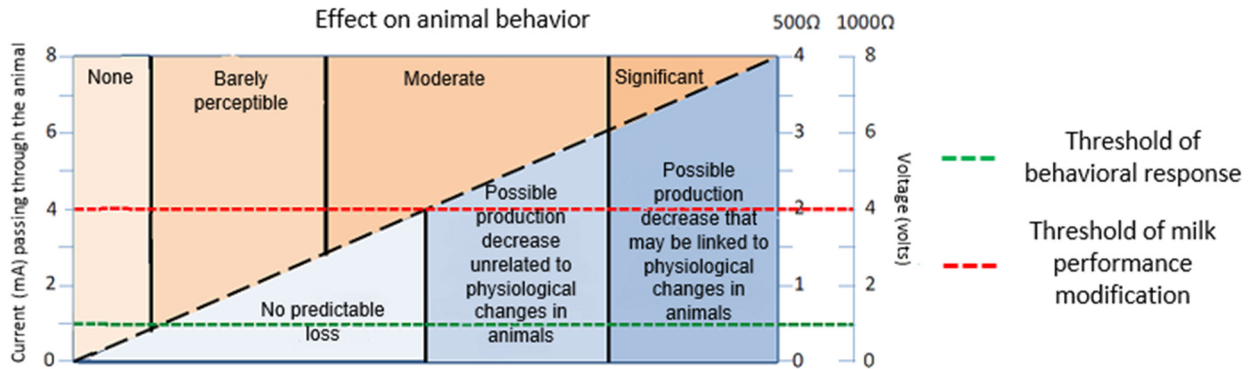 Effect on animal behavior
500Ω 1000Ω
Current (mA) passing through the animal
8
6
4
2
0
None
Barely
perceptible
Moderate
Significant
No predictable
loss
Possible
production
decrease
unrelated to
physiological
changes in
animals
Possible
production
decrease that
may be linked to
physiological
changes in
animals
4
3
2
1
0
8
6
4
2
0
Voltage (volts)
Threshold of
behavioral response
Threshold of milk
performance
modification